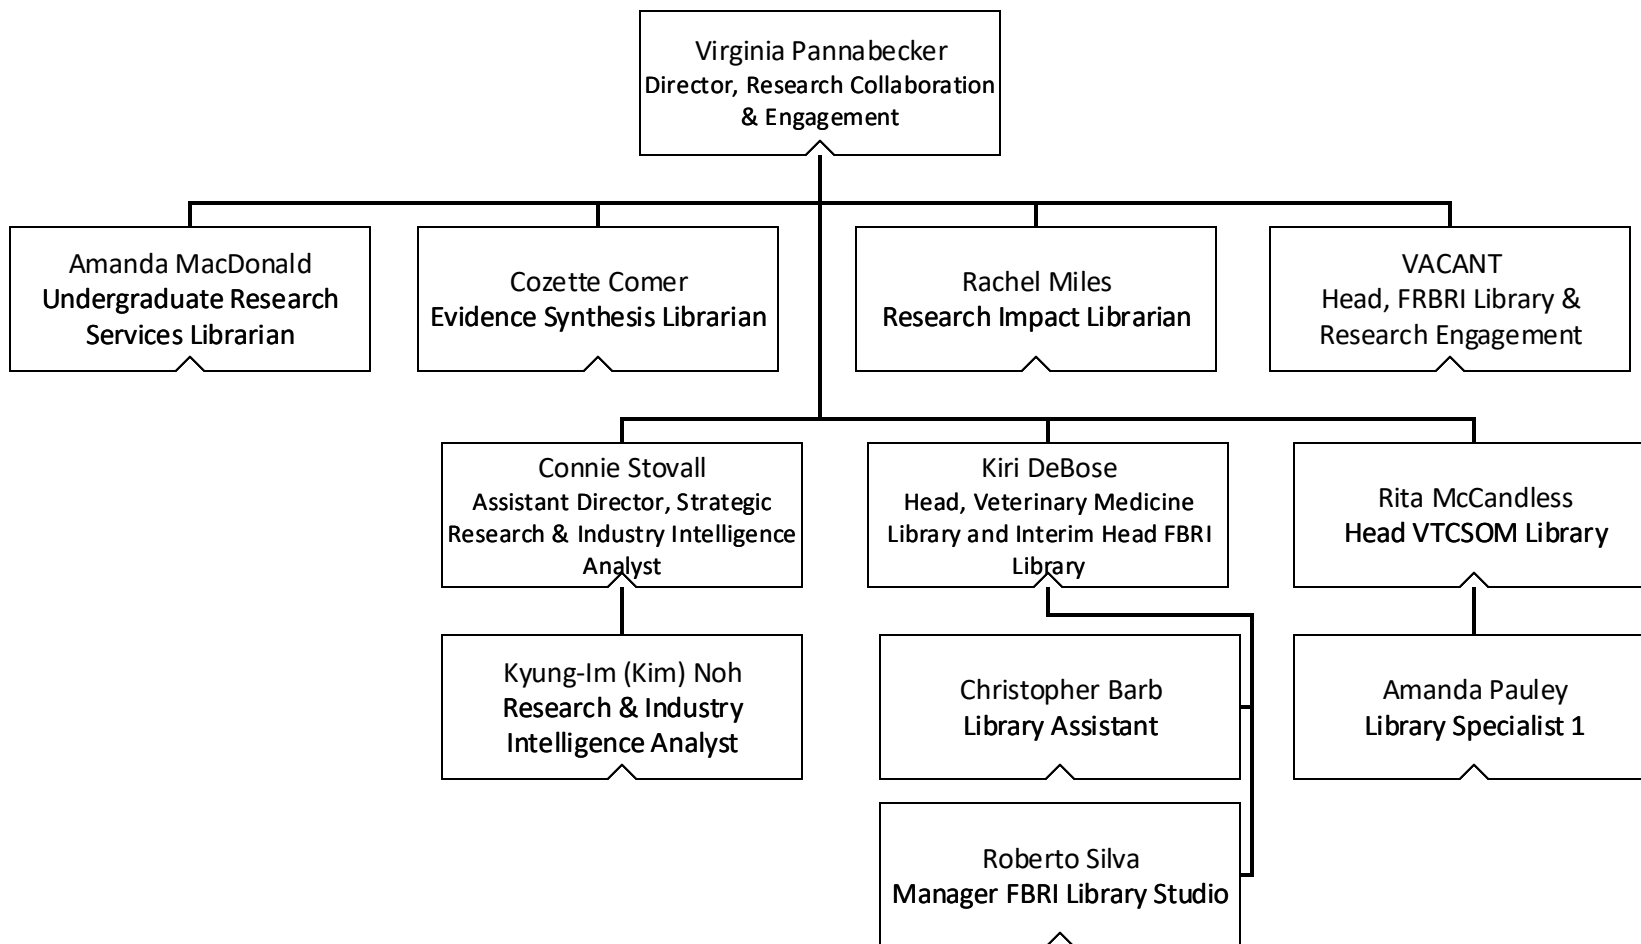 Virginia Pannabecker
Director, Research Collaboration
& Engagement
Amanda MacDonald
Undergraduate Research
Services Librarian
Cozette Comer
Evidence Synthesis Librarian
Rachel Miles
Research Impact Librarian
VACANT
Head, FRBRI Library &
Research Engagement
Connie Stovall
Assistant Director, Strategic
Research & Industry Intelligence
Analyst
Kiri DeBose
Head, Veterinary Medicine
Library and Interim Head FBRI
Library
Rita McCandless
Head VTCSOM Library
Kyung-Im (Kim) Noh
Research & Industry
Intelligence Analyst
Christopher Barb
Library Assistant
Amanda Pauley
Library Specialist 1
Roberto Silva
Manager FBRI Library Studio